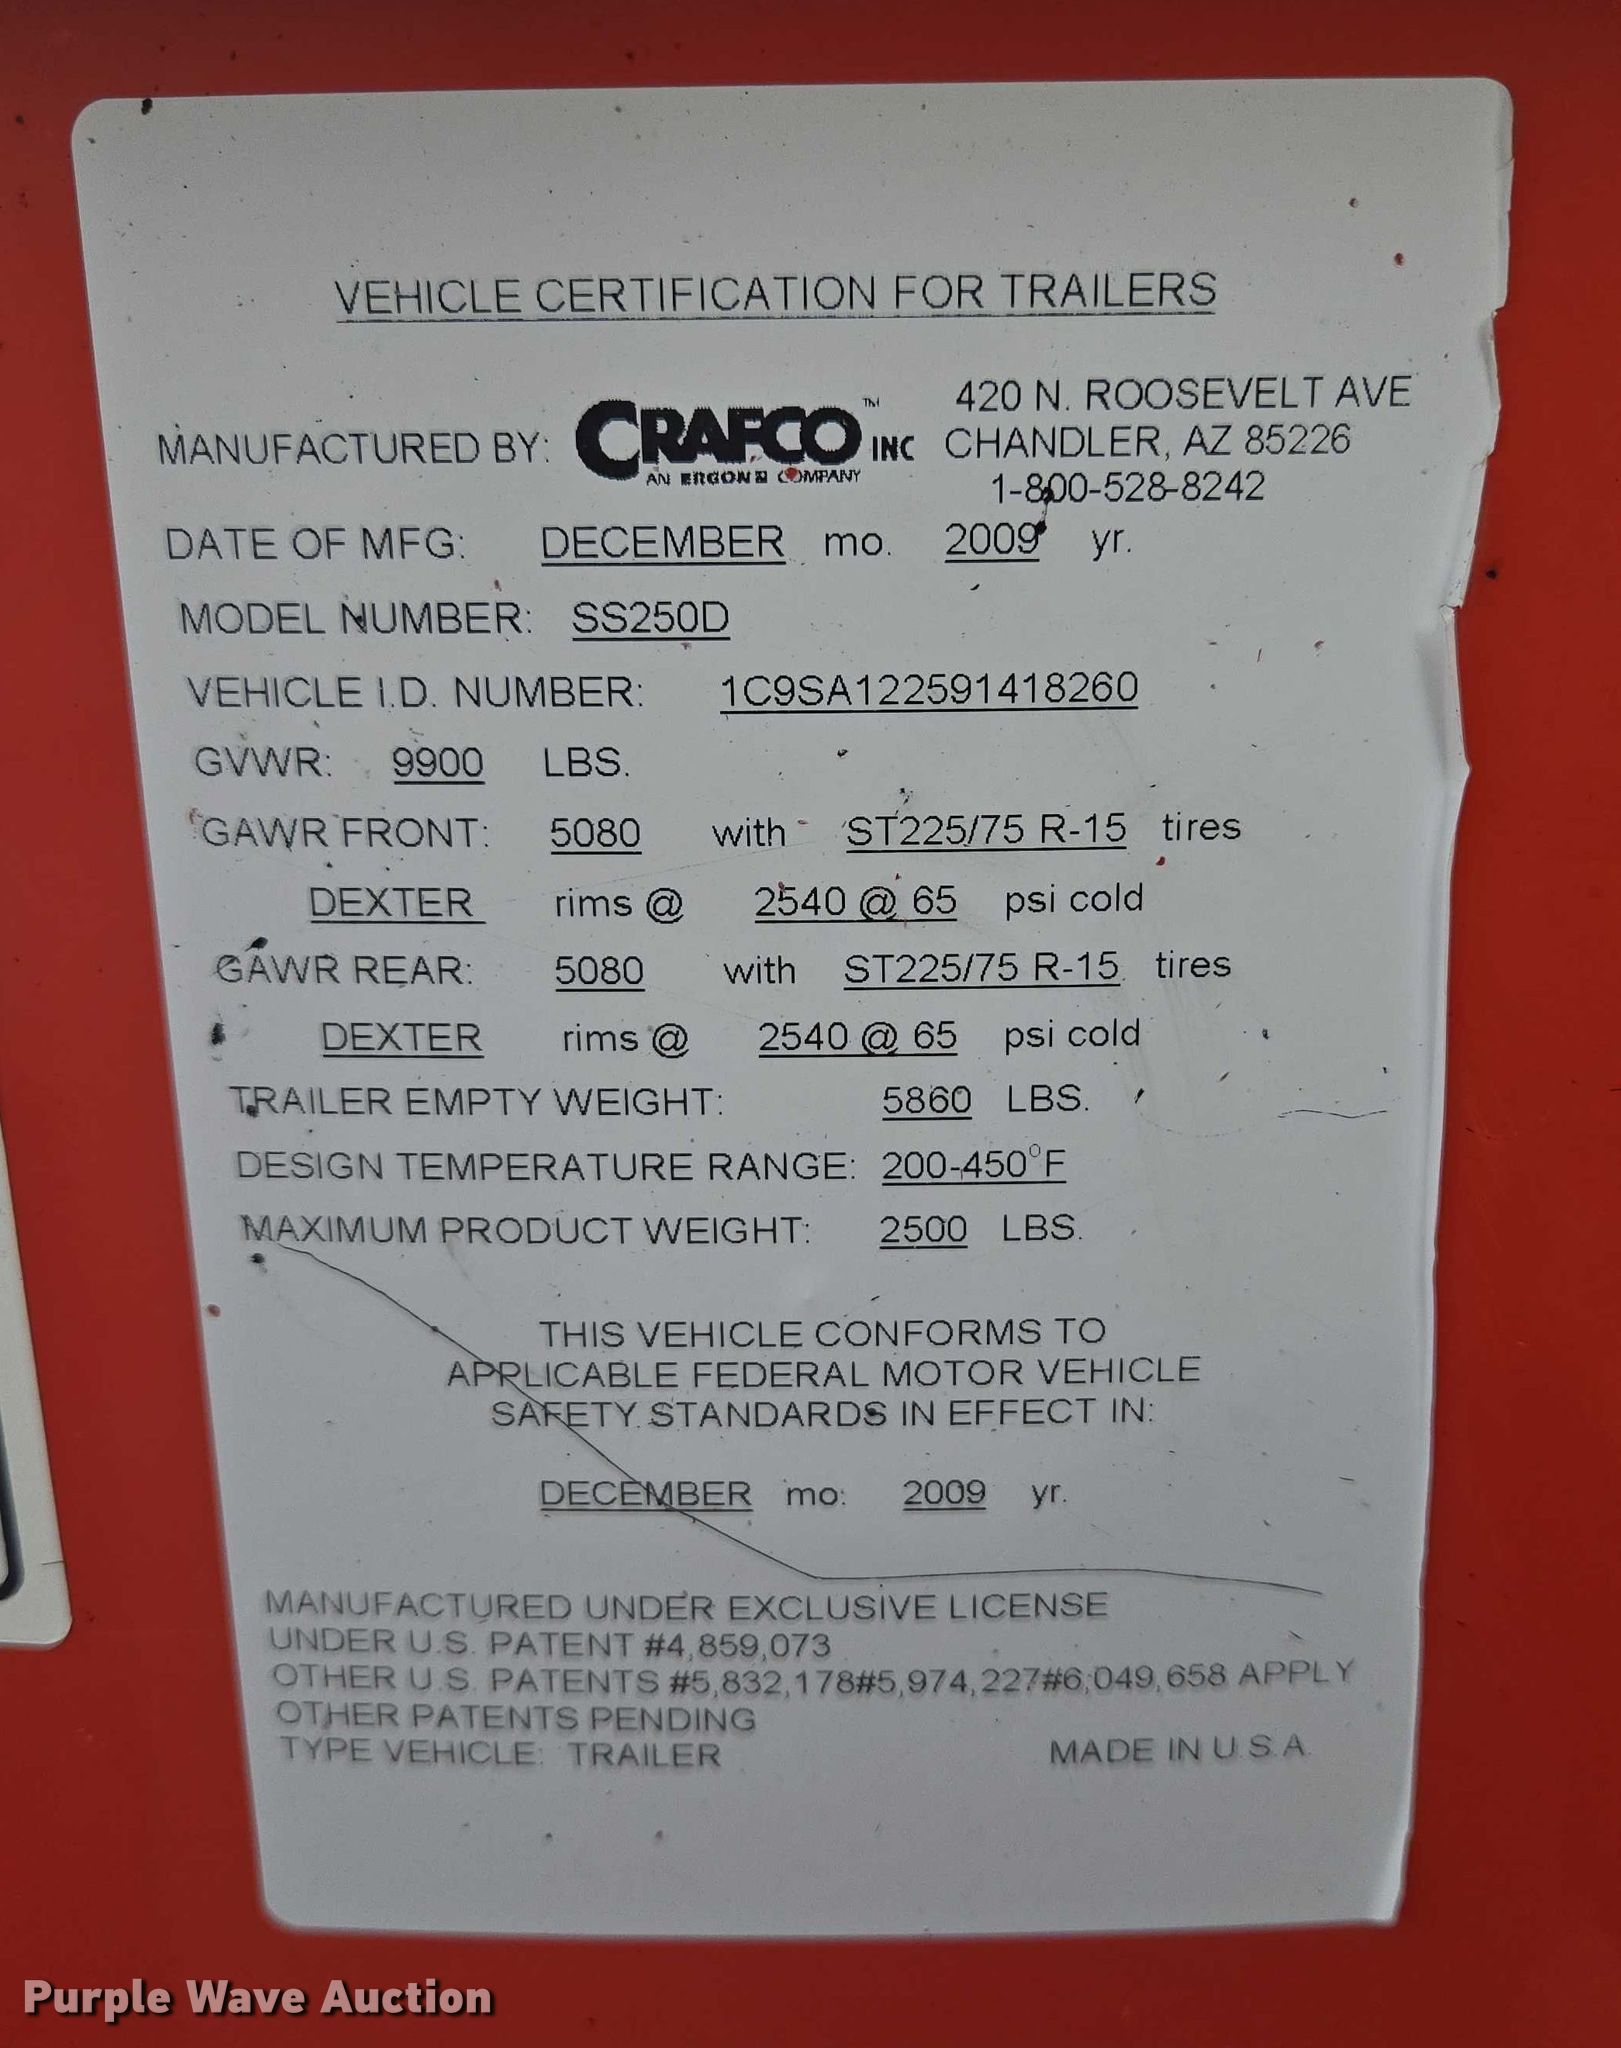 VEHICLE CERTIFICATION FOR TRAILERS
MANUFACTURED BY: CRAFCO™ INC
AN ERGON COMPANY
420 N. ROOSEVELT AVE
CHANDLER, AZ 85226
1-800-528-8242
DATE OF MFG: DECEMBER mo. 2009 yr.
MODEL NUMBER: SS250D
VEHICLE I.D. NUMBER: 1C9SA122591418260
GVWR: 9900 LBS.
GAWR FRONT: 5080 with ST225/75 R-15 tires
DEXTER rims @ 2540 @ 65 psi cold
GAWR REAR: 5080 with ST225/75 R-15 tires
DEXTER rims @ 2540 @ 65 psi cold
TRAILER EMPTY WEIGHT: 5860 LBS.
DESIGN TEMPERATURE RANGE: 200-450°F
MAXIMUM PRODUCT WEIGHT: 2500 LBS.
THIS VEHICLE CONFORMS TO
APPLICABLE FEDERAL MOTOR VEHICLE
SAFETY STANDARDS IN EFFECT IN:
DECEMBER mo: 2009 yr.
MANUFACTURED UNDER EXCLUSIVE LICENSE
UNDER U.S. PATENT #4,859,073
OTHER U.S. PATENTS #5,832,178#5,974,227#6,049,658 APPLY
OTHER PATENTS PENDING
TYPE VEHICLE: TRAILER MADE IN U.S.A.
Purple Wave Auction